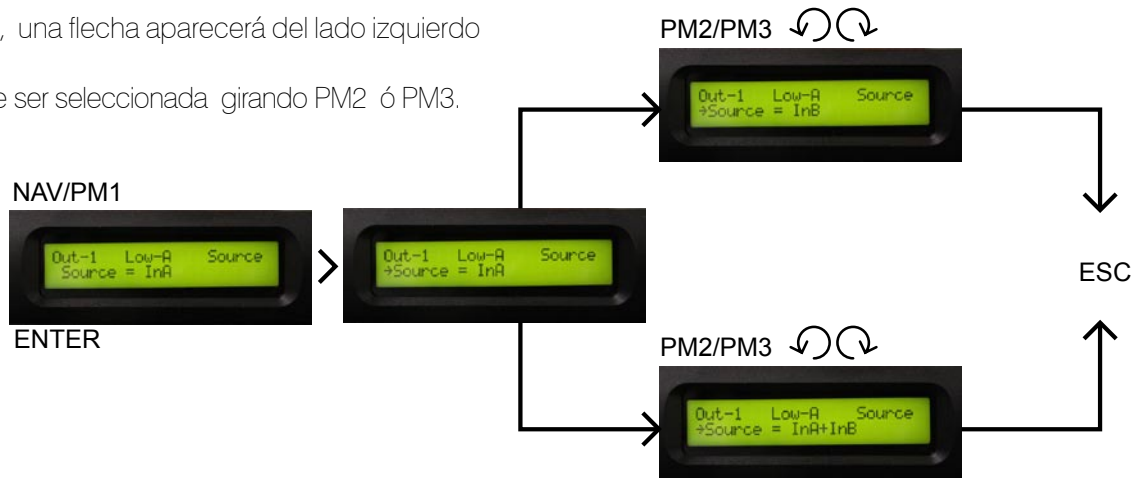 , una flecha aparecerá del lado izquierdo
e ser seleccionada girando PM2 ó PM3.
NAV/PM1
Out-1 Low-A Source
Source = InA
ENTER
Out-1 Low-A Source
→Source = InA
PM2/PM3
Out-1 Low-A Source
→Source = InB
PM2/PM3
Out-1 Low-A Source
→Source = InA+InB
ESC